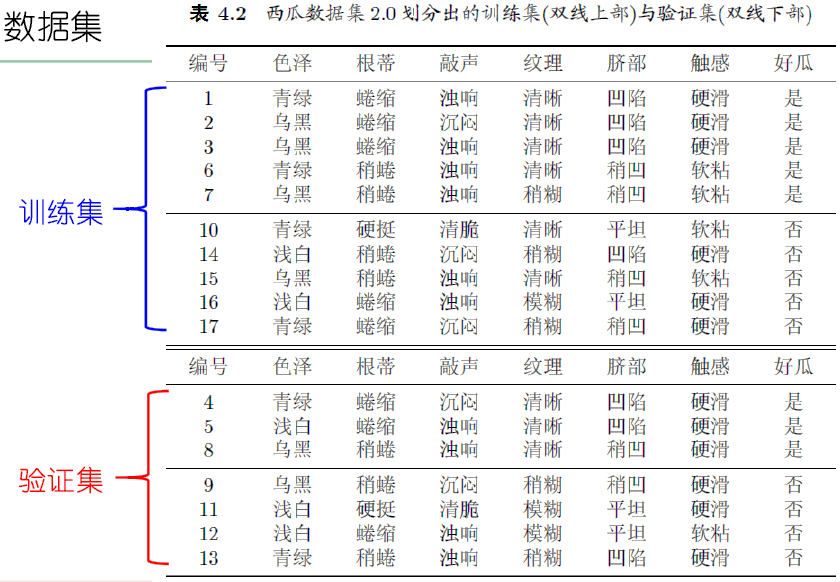 数据集
表 4.2 西瓜数据集 2.0 划分出的训练集(双线上部)与验证集(双线下部)
编号 色泽 根蒂 敲声 纹理 脐部 触感 好瓜
1 青绿 蜷缩 浊响 清晰 凹陷 硬滑 是
2 乌黑 蜷缩 沉闷 清晰 凹陷 硬滑 是
3 乌黑 蜷缩 浊响 清晰 凹陷 硬滑 是
6 青绿 稍蜷 浊响 清晰 稍凹 软粘 是
7 乌黑 稍蜷 浊响 稍糊 稍凹 软粘 是
训练集
10 青绿 硬挺 清脆 清晰 平坦 软粘 否
14 浅白 稍蜷 沉闷 稍糊 凹陷 硬滑 否
15 乌黑 稍蜷 浊响 清晰 稍凹 软粘 否
16 浅白 蜷缩 浊响 模糊 平坦 硬滑 否
17 青绿 蜷缩 沉闷 稍糊 稍凹 硬滑 否
编号 色泽 根蒂 敲声 纹理 脐部 触感 好瓜
4 青绿 蜷缩 沉闷 清晰 凹陷 硬滑 是
5 浅白 蜷缩 浊响 清晰 凹陷 硬滑 是
8 乌黑 稍蜷 浊响 清晰 稍凹 硬滑 是
验证集
9 乌黑 稍蜷 沉闷 稍糊 稍凹 硬滑 否
11 浅白 硬挺 清脆 模糊 平坦 硬滑 否
12 浅白 蜷缩 浊响 模糊 平坦 软粘 否
13 青绿 稍蜷 浊响 稍糊 凹陷 硬滑 否